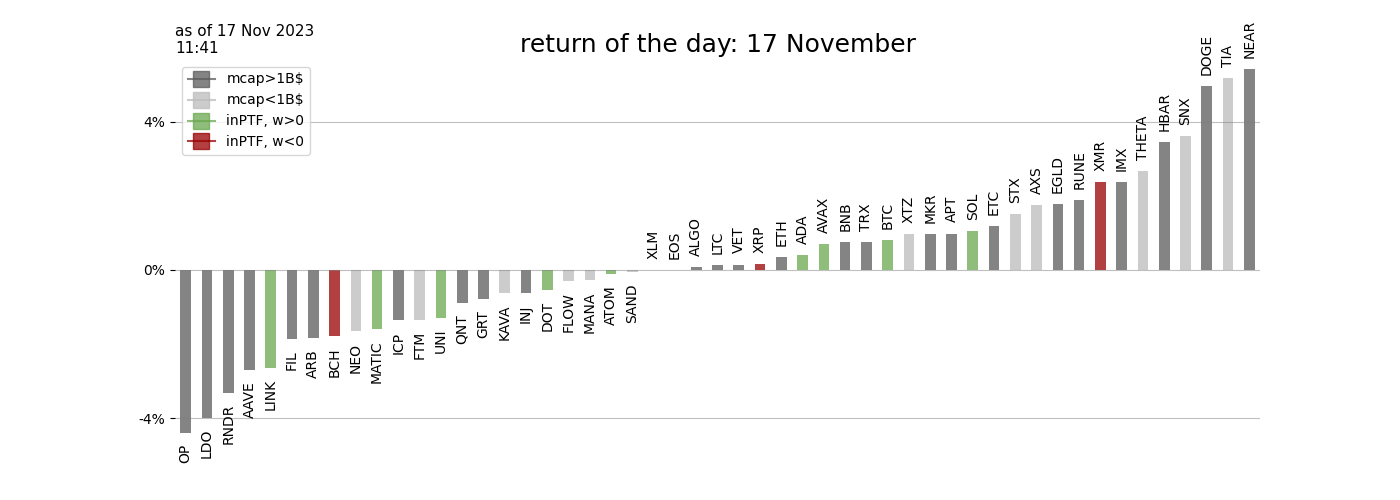 as of 17 Nov 2023
11:41
return of the day: 17 November
mcap>1B$
mcap<1B$
inPTF, w>0
inPTF, w<0
4%
0%
-4%
OP
LDO
RNDR
AAVE
LINK
FIL
ARB
BCH
NEO
MATIC
ICP
FTM
UNI
QNT
GRT
KAVA
INJ
DOT
FLOW
MANA
ATOM
SAND
XLM
EOS
ALGO
LTC
VET
XRP
ETH
ADA
AVAX
BNB
TRX
BTC
XTZ
MKR
APT
SOL
ETC
STX
AXS
EGLD
RUNE
XMR
IMX
THETA
HBAR
SNX
DOGE
TIA
NEAR